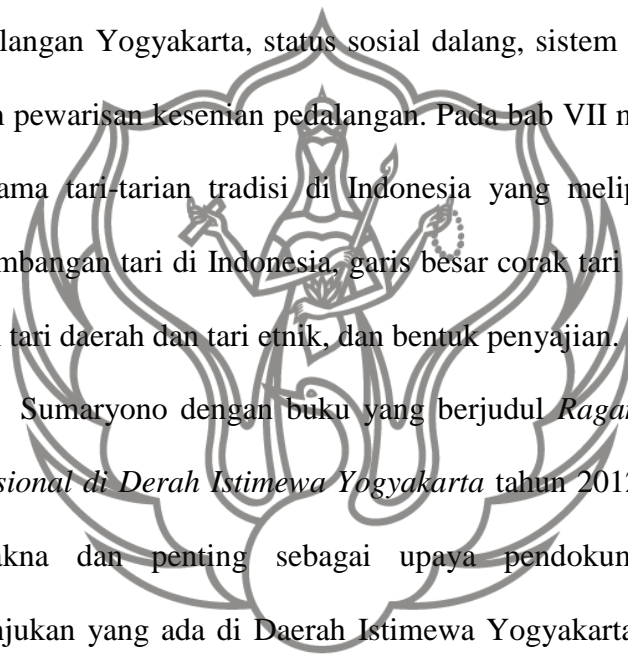 langan Yogyakarta, status sosial dalang, sistem
pewarisan kesenian pedalangan. Pada bab VII
ama tari-tarian tradisi di Indonesia yang melip
mbangan tari di Indonesia, garis besar corak tari
tari daerah dan tari etnik, dan bentuk penyajian.
Sumaryono dengan buku yang berjudul Ragam
sional di Derah Istimewa Yogyakarta tahun 2012
akna dan penting sebagai upaya pendokum
njukan yang ada di Daerah Istimewa Yogyakarta